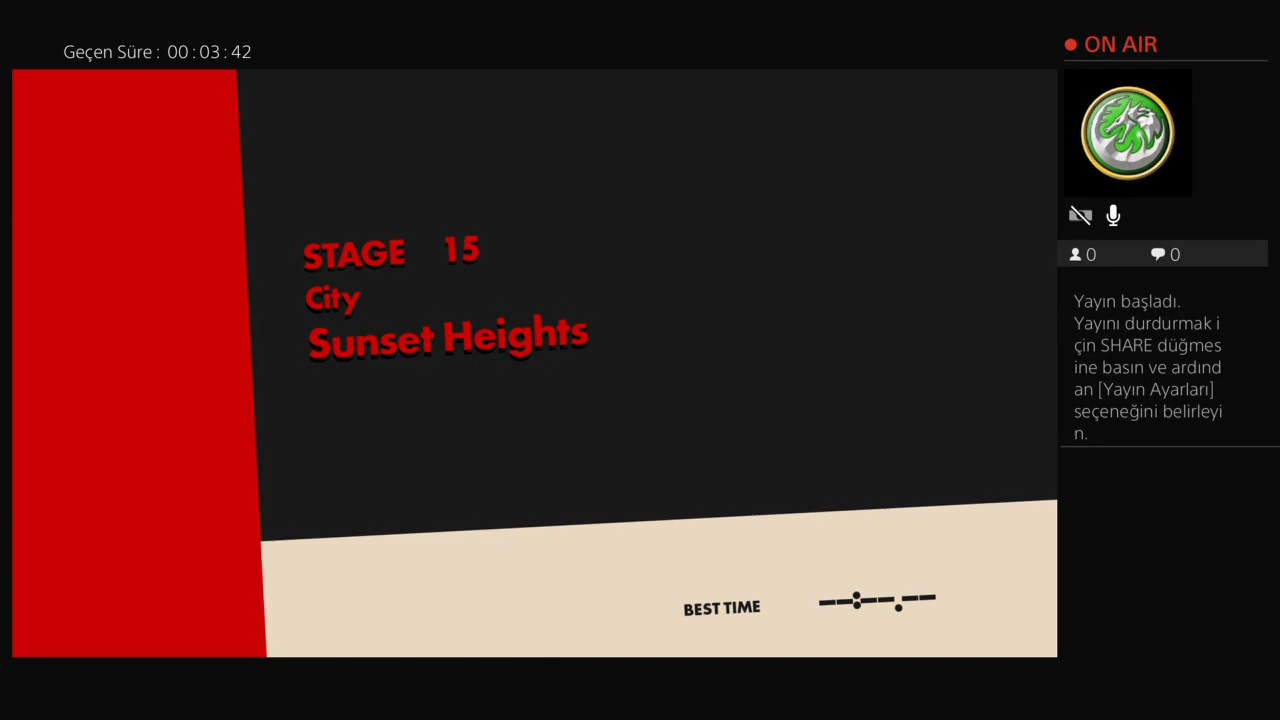 Geçen Süre : 00:03:42
ON AIR
STAGE 15
City
Sunset Heights
BEST TIME --:--.--
0 0
Yayın başladı.
Yayını durdurmak i
çin SHARE düğmes
ine basın ve ardınd
an [Yayın Ayarları]
seçeneğini belirleyi
n.